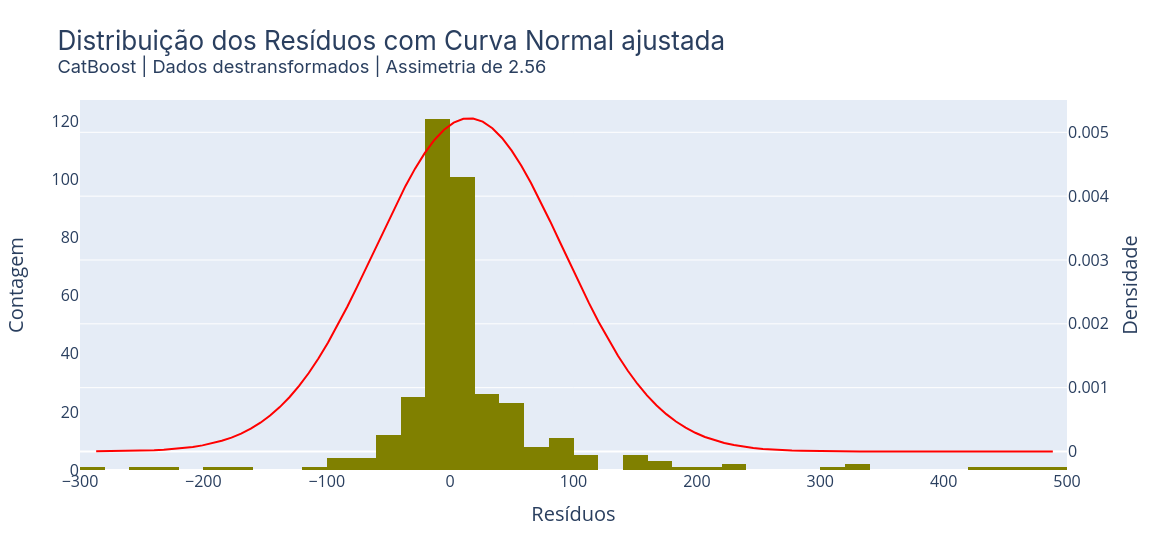 Distribuição dos Resíduos com Curva Normal ajustada
CatBoost | Dados destransformados | Assimetria de 2.56
120
100
80
60
40
20
0
Contagem
0.005
0.004
0.003
0.002
0.001
0
Densidade
−300 −200 −100 0 100 200 300 400 500
Resíduos